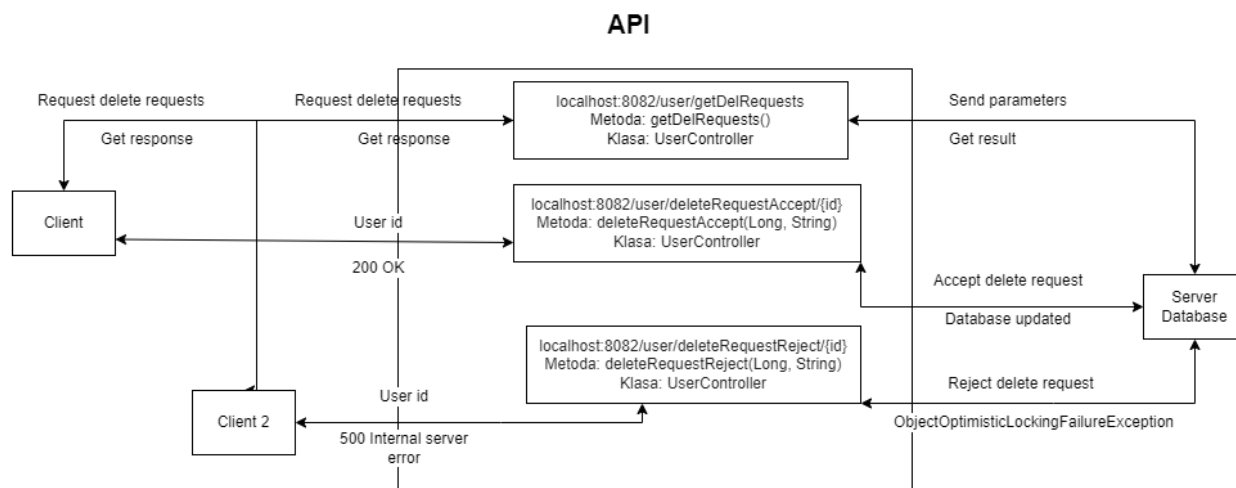 API
Request delete requests
Get response
Request delete requests
Get response
localhost:8082/user/getDelRequests
Metoda: getDelRequests()
Klasa: UserController
Send parameters
Get result
Client
User id
200 OK
localhost:8082/user/deleteRequestAccept/{id}
Metoda: deleteRequestAccept(Long, String)
Klasa: UserController
Accept delete request
Database updated
Server
Database
localhost:8082/user/deleteRequestReject/{id}
Metoda: deleteRequestReject(Long, String)
Klasa: UserController
Client 2
User id
500 Internal server
error
Reject delete request
ObjectOptimisticLockingFailureException